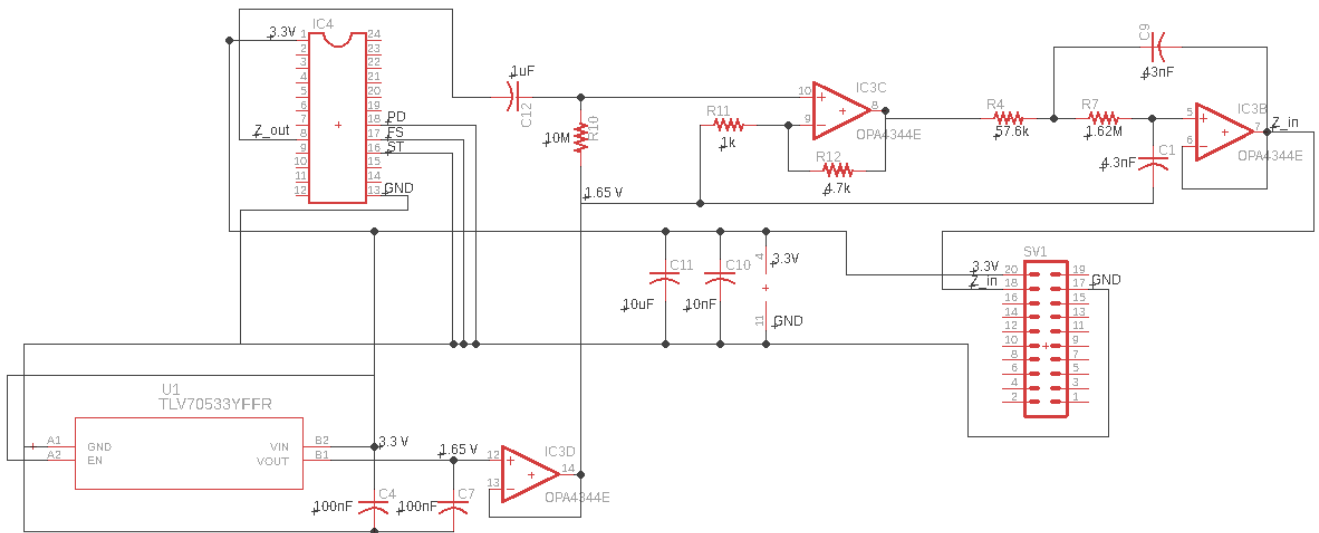 IC4
3.3V
1 24
2 23
3 22
4 21
5 20
6 19
7 18 PD
Z_out 8 17 FS
9 16 ST
10 15
11 14
12 13 GND
1uF
C12
10M
R10
10 IC3C
9 8
OPA4344E
R11
1k
R12
4.7k
1.65 V
C9
43nF
R4
57.6k
R7
1.62M
5 IC3B
6 7 Z_in
OPA4344E
4.3nF C1
C11
10uF
C10
10nF
4 3.3V
11 GND
SV1
3.3V 20 19
Z_in 18 17 GND
16 15
14 13
12 11
10 9
8 7
6 5
4 3
2 1
U1
TLV70533YFFR
A1 GND VIN B2 3.3 V
A2 EN VOUT B1 1.65 V
100nF C4
100nF C7
12 IC3D
13 14
OPA4344E